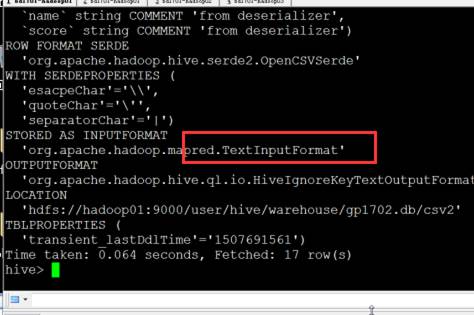 `name` string COMMENT 'from deserializer',
`score` string COMMENT 'from deserializer')
ROW FORMAT SERDE
'org.apache.hadoop.hive.serde2.OpenCSVSerde'
WITH SERDEPROPERTIES (
'esacpeChar'='\\',
'quoteChar'='\'',
'separatorChar'='|')
STORED AS INPUTFORMAT
'org.apache.hadoop.mapred.TextInputFormat'
OUTPUTFORMAT
'org.apache.hadoop.hive.ql.io.HiveIgnoreKeyTextOutputFormat
LOCATION
'hdfs://hadoop01:9000/user/hive/warehouse/gp1702.db/csv2'
TBLPROPERTIES (
'transient_lastDdlTime'='1507691561')
Time taken: 0.064 seconds, Fetched: 17 row(s)
hive>